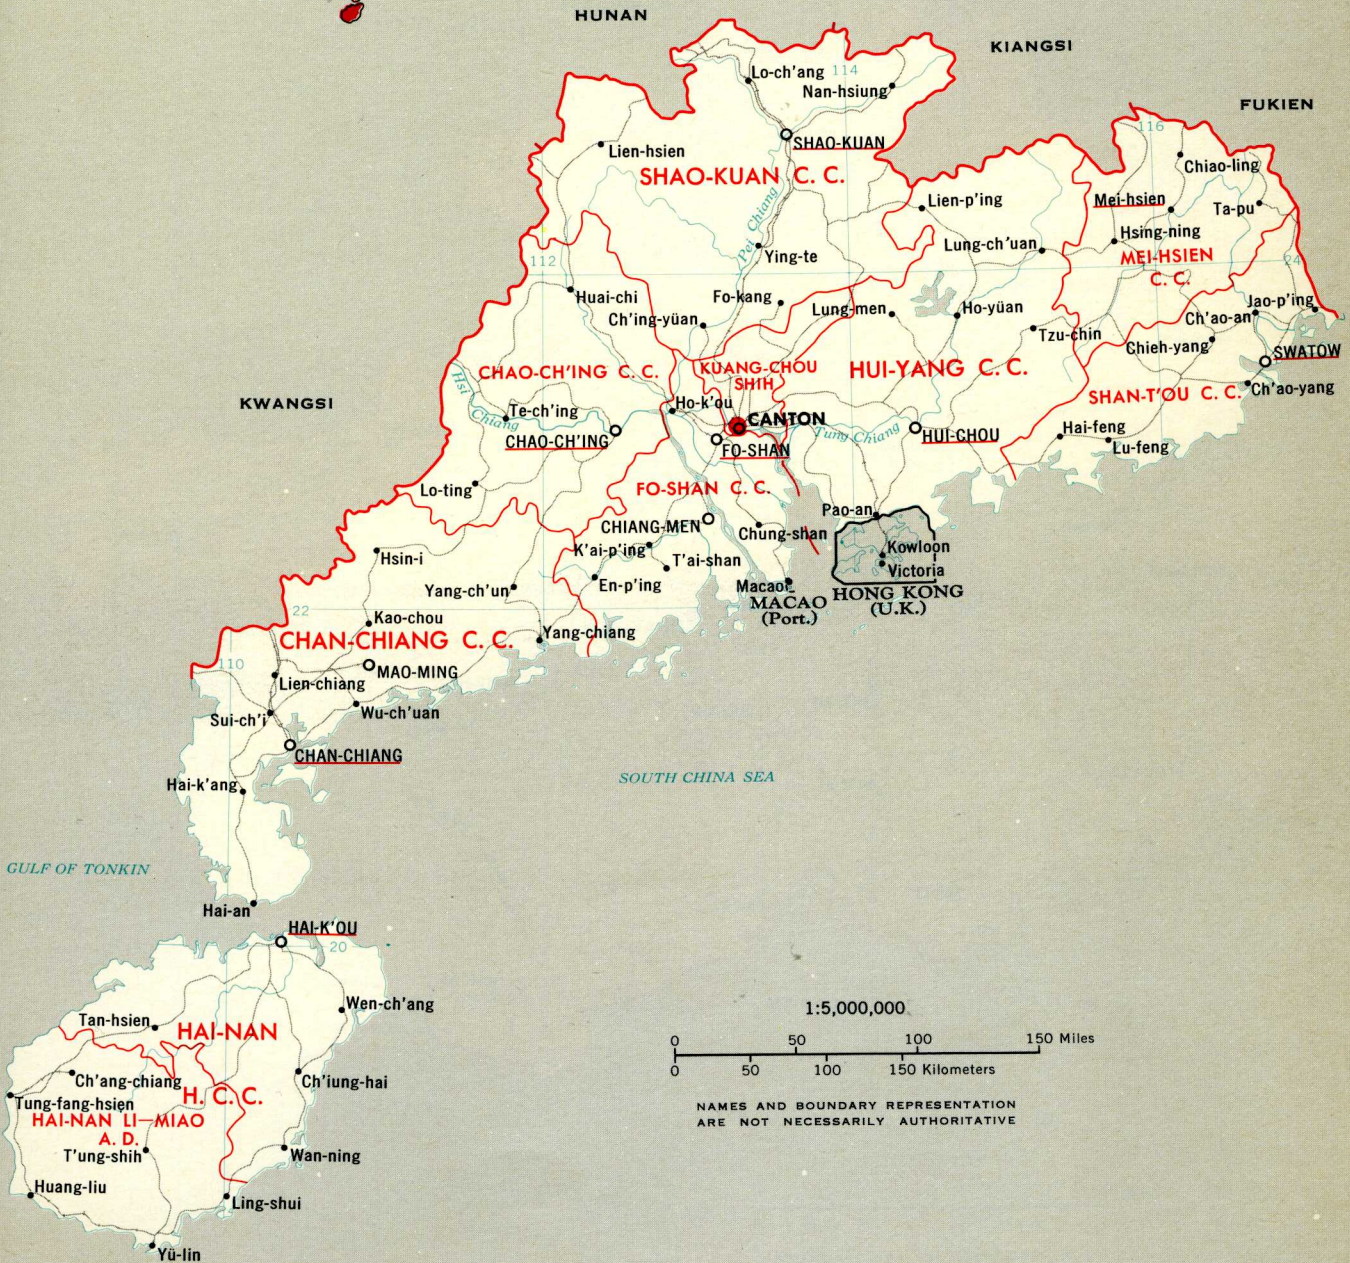 HUNAN
KIANGSI
FUKIEN
KWANGSI
Lo-ch'ang
114
Nan-hsiung
SHAO-KUAN
Lien-hsien
SHAO-KUAN C. C.
116
Chiao-ling
Mei-hsien
Ta-pu
Lien-p'ing
Hsing-ning
Lung-ch'uan
Pei Chiang
Ying-te
MEI-HSIEN
C. C.
24
112
Huai-chi
Fo-kang
Lung-men
Ho-yüan
Jao-p'ing
Ch'ing-yüan
Ch'ao-an
Tzu-chin
Chieh-yang
SWATOW
CHAO-CH'ING C. C.
KUANG-CHOU
SHIH
HUI-YANG C. C.
SHAN-T'OU C. C.
Ch'ao-yang
Hsi Chiang
Te-ch'ing
Ho-k'ou
CANTON
Tung Chiang
HUI-CHOU
Hai-feng
Lu-feng
CHAO-CH'ING
FO-SHAN
Lo-ting
FO-SHAN C. C.
Pao-an
CHIANG-MEN
Chung-shan
Hsin-i
K'ai-p'ing
T'ai-shan
Kowloon
Victoria
En-p'ing
Yang-ch'un
Macao
MACAO
(Port.)
HONG KONG
(U.K.)
22
Kao-chou
CHAN-CHIANG C. C.
Yang-chiang
110
MAO-MING
Lien-chiang
Sui-ch'i
Wu-ch'uan
CHAN-CHIANG
Hai-k'ang
SOUTH CHINA SEA
GULF OF TONKIN
Hai-an
HAI-K'OU
20
Wen-ch'ang
Tan-hsien
HAI-NAN
Ch'ang-chiang
H. C. C.
Ch'iung-hai
Tung-fang-hsien
HAI-NAN LI—MIAO
A. D.
T'ung-shih
Wan-ning
Huang-liu
Ling-shui
Yü-lin
1:5,000,000
0 50 100 150 Miles
0 50 100 150 Kilometers
NAMES AND BOUNDARY REPRESENTATION
ARE NOT NECESSARILY AUTHORITATIVE